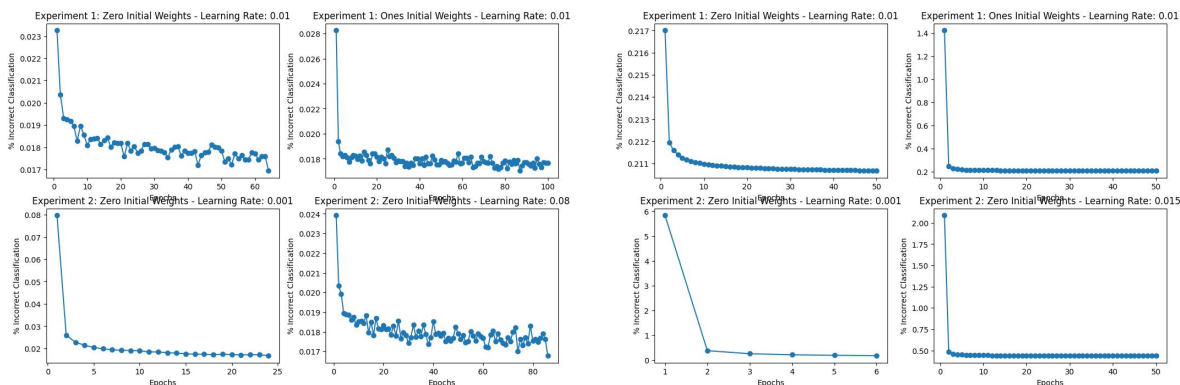 Experiment 1: Zero Initial Weights - Learning Rate: 0.01
% Incorrect Classification
0.023
0.022
0.021
0.020
0.019
0.018
0.017
0 10 20 30 40 50 60
Epochs
Experiment 1: Ones Initial Weights - Learning Rate: 0.01
% Incorrect Classification
0.028
0.026
0.024
0.022
0.020
0.018
0 20 40 60 80 100
Epochs
Experiment 1: Zero Initial Weights - Learning Rate: 0.01
% Incorrect Classification
0.217
0.216
0.215
0.214
0.213
0.212
0.211
0 10 20 30 40 50
Epochs
Experiment 1: Ones Initial Weights - Learning Rate: 0.01
% Incorrect Classification
1.4
1.2
1.0
0.8
0.6
0.4
0.2
0 10 20 30 40 50
Epochs
Experiment 2: Zero Initial Weights - Learning Rate: 0.001
% Incorrect Classification
0.08
0.07
0.06
0.05
0.04
0.03
0.02
0 5 10 15 20 25
Epochs
Experiment 2: Zero Initial Weights - Learning Rate: 0.08
% Incorrect Classification
0.024
0.023
0.022
0.021
0.020
0.019
0.018
0.017
0 20 40 60 80
Epochs
Experiment 2: Zero Initial Weights - Learning Rate: 0.001
% Incorrect Classification
6
5
4
3
2
1
0
1 2 3 4 5 6
Epochs
Experiment 2: Zero Initial Weights - Learning Rate: 0.015
% Incorrect Classification
2.00
1.75
1.50
1.25
1.00
0.75
0.50
0 10 20 30 40 50
Epochs